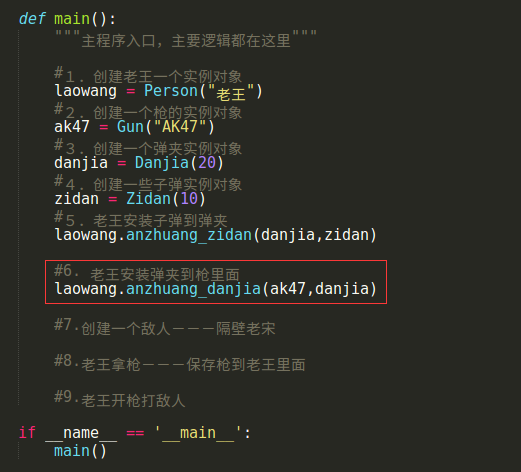 def main():
"""主程序入口，主要逻辑都在这里"""
#１．创建老王一个实例对象
laowang = Person("老王")
#２．创建一个枪的实例对象
ak47 = Gun("AK47")
#３．创建一个弹夹实例对象
danjia = Danjia(20)
#４．创建一些子弹实例对象
zidan = Zidan(10)
#５．老王安装子弹到弹夹
laowang.anzhuang_zidan(danjia,zidan)
#6. 老王安装弹夹到枪里面
laowang.anzhuang_danjia(ak47,danjia)
#7.创建一个敌人－－－隔壁老宋
#8.老王拿枪－－－保存枪到老王里面
#9.老王开枪打敌人
if __name__ == '__main__':
main()